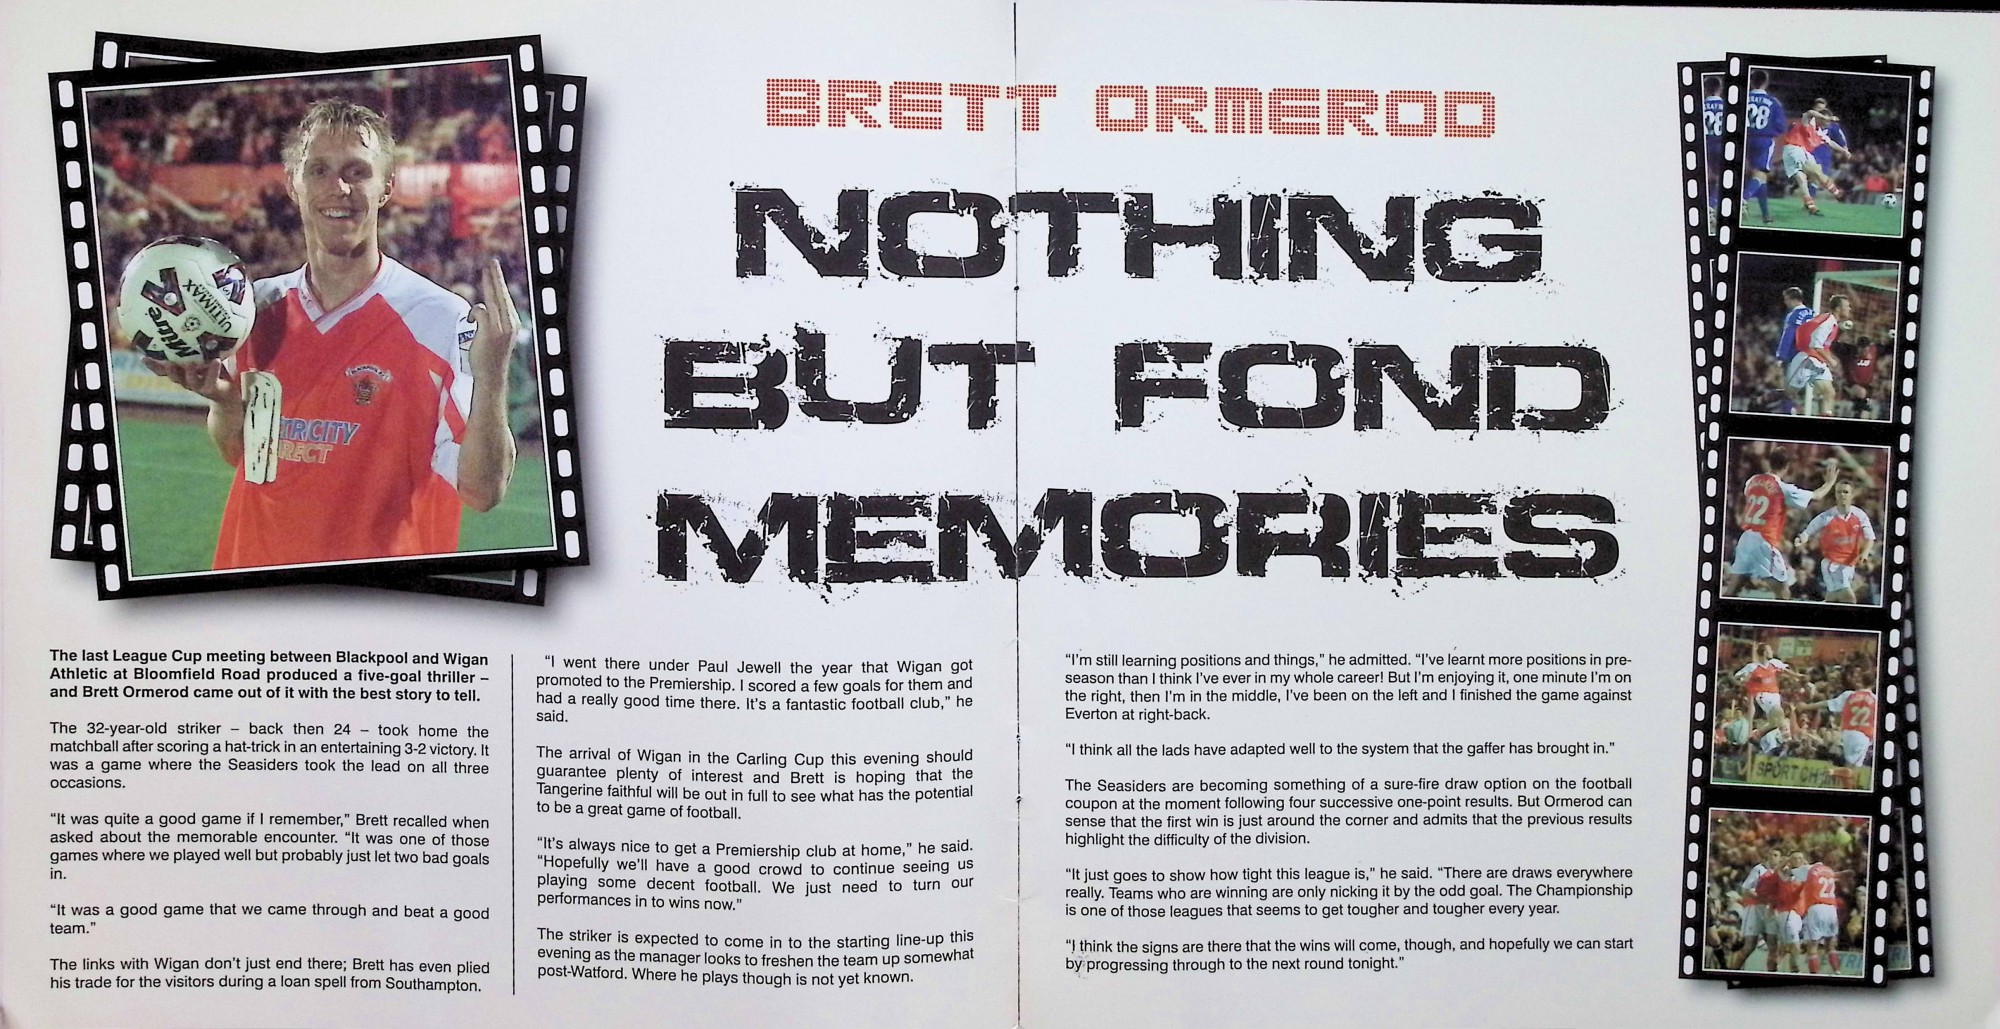 BRETT ORMEROD
NOTHING
BUT FOND
MEMORIES
The last League Cup meeting between Blackpool and Wigan
Athletic at Bloomfield Road produced a five-goal thriller –
and Brett Ormerod came out of it with the best story to tell.
The 32-year-old striker – back then 24 – took home the
matchball after scoring a hat-trick in an entertaining 3-2 victory. It
was a game where the Seasiders took the lead on all three
occasions.
“It was quite a good game if I remember,” Brett recalled when
asked about the memorable encounter. “It was one of those
games where we played well but probably just let two bad goals
in.
“It was a good game that we came through and beat a good
team.”
The links with Wigan don’t just end there; Brett has even plied
his trade for the visitors during a loan spell from Southampton.
“I went there under Paul Jewell the year that Wigan got
promoted to the Premiership. I scored a few goals for them and
had a really good time there. It’s a fantastic football club,” he
said.
The arrival of Wigan in the Carling Cup this evening should
guarantee plenty of interest and Brett is hoping that the
Tangerine faithful will be out in full to see what has the potential
to be a great game of football.
“It’s always nice to get a Premiership club at home,” he said.
“Hopefully we’ll have a good crowd to continue seeing us
playing some decent football. We just need to turn our
performances in to wins now.”
The striker is expected to come in to the starting line-up this
evening as the manager looks to freshen the team up somewhat
post-Watford. Where he plays though is not yet known.
“I’m still learning positions and things,” he admitted. “I’ve learnt more positions in pre-
season than I think I’ve ever in my whole career! But I’m enjoying it, one minute I’m on
the right, then I’m in the middle, I’ve been on the left and I finished the game against
Everton at right-back.
“I think all the lads have adapted well to the system that the gaffer has brought in.”
The Seasiders are becoming something of a sure-fire draw option on the football
coupon at the moment following four successive one-point results. But Ormerod can
sense that the first win is just around the corner and admits that the previous results
highlight the difficulty of the division.
“It just goes to show how tight this league is,” he said. “There are draws everywhere
really. Teams who are winning are only nicking it by the odd goal. The Championship
is one of those leagues that seems to get tougher and tougher every year.
“I think the signs are there that the wins will come, though, and hopefully we can start
by progressing through to the next round tonight.”
ULTIMAX
Mitre
TRICITY
RECT
28
28
22
22
SPORT
22